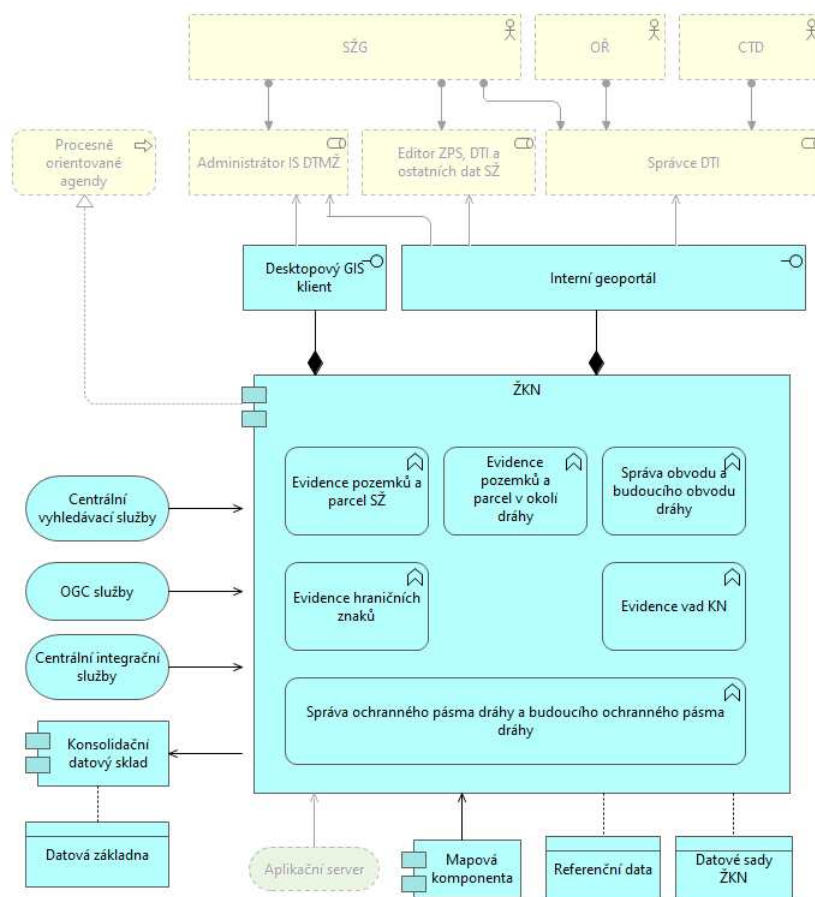 SŽG
OŘ
CTD
Procesně
orientované
agendy
Administrátor IS DTMŽ
Editor ZPS, DTI a
ostatních dat SŽ
Správce DTI
Desktopový GIS
klient
Interní geoportál
ŽKN
Evidence pozemků a
parcel SŽ
Evidence
pozemků a
parcel v okolí
dráhy
Správa obvodu a
budoucího obvodu
dráhy
Centrální
vyhledávací služby
OGC služby
Evidence hraničních
znaků
Evidence vad KN
Centrální integrační
služby
Správa ochranného pásma dráhy a budoucího ochranného pásma
dráhy
Konsolidační
datový sklad
Datová základna
Aplikační server
Mapová
komponenta
Referenční data
Datové sady
ŽKN